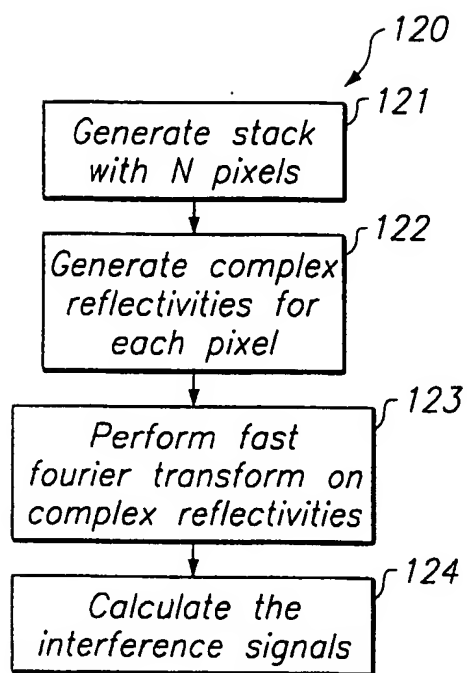 120
121
Generate stack
with N pixels
122
Generate complex
reflectivities for
each pixel
123
Perform fast
fourier transform on
complex reflectivities
124
Calculate the
interference signals